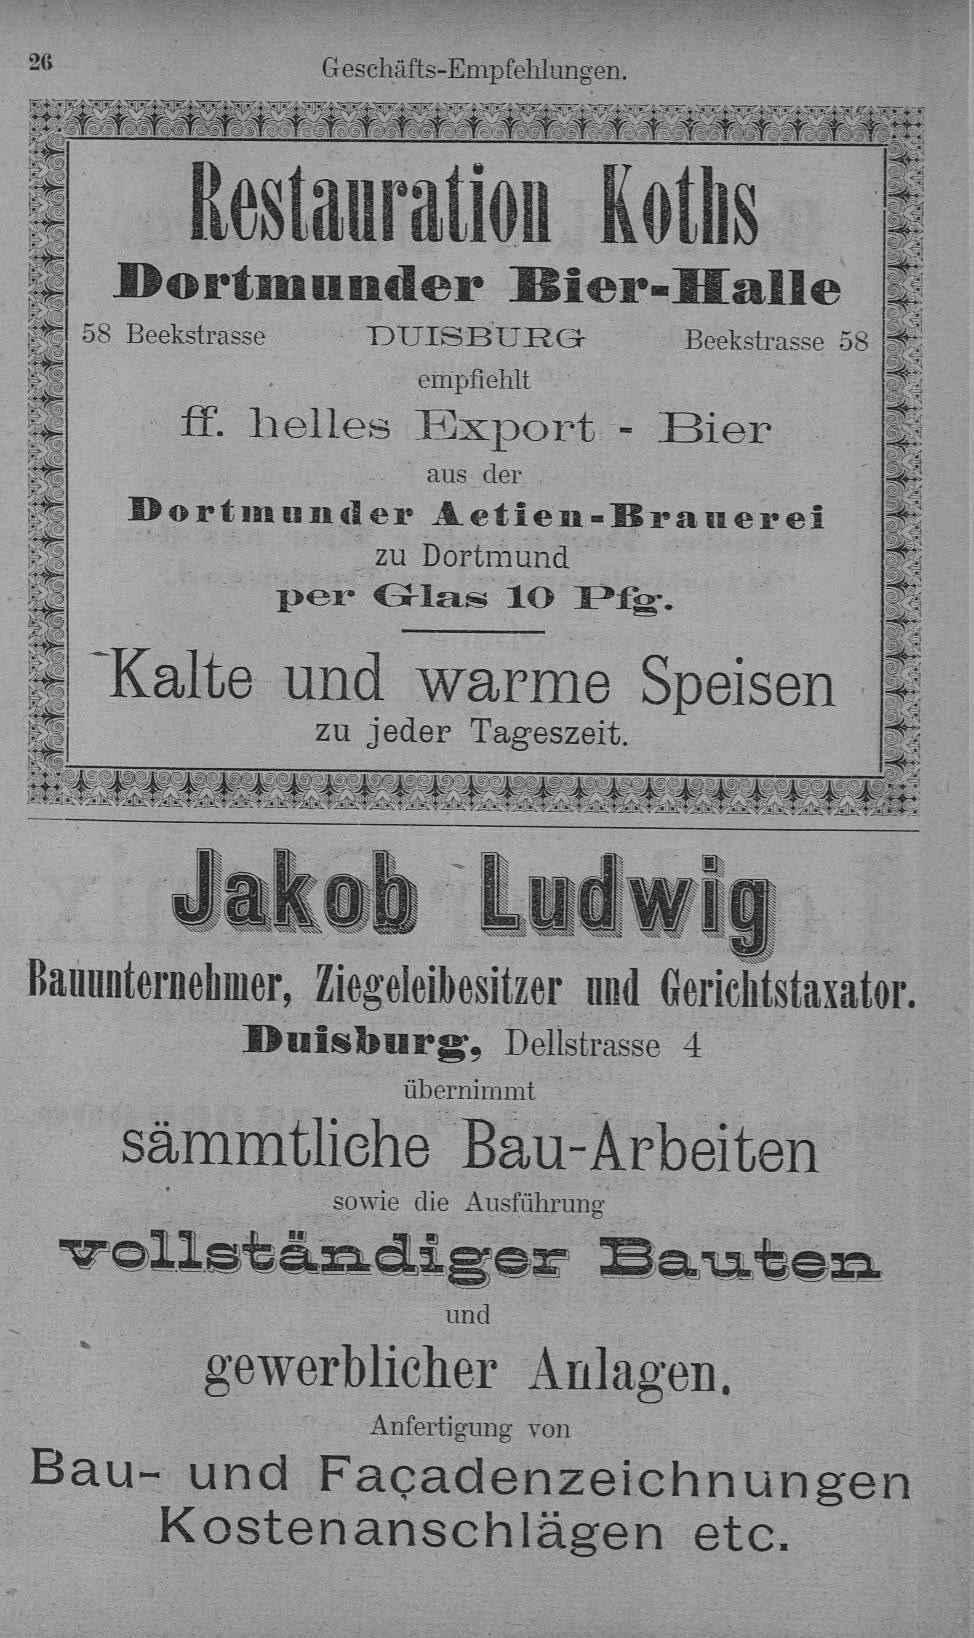 26
Geschäfts-Empfehlungen.
Restauration Koths
Dortmunder Bier-Halle
58 Beekstrasse DUISBURG Beekstrasse 58
empfiehlt
ff. helles Export - Bier
aus der
Dortmunder Actien-Brauerei
zu Dortmund
per Glas 10 Pfg.
Kalte und warme Speisen
zu jeder Tageszeit.
Jakob Ludwig
Bauunternehmer, Ziegeleibesitzer und Gerichtstaxator.
Duisburg, Dellstrasse 4
übernimmt
sämmtliche Bau-Arbeiten
sowie die Ausführung
vollständiger Bauten
und
gewerblicher Anlagen.
Anfertigung von
Bau- und Façadenzeichnungen
Kostenanschlägen etc.